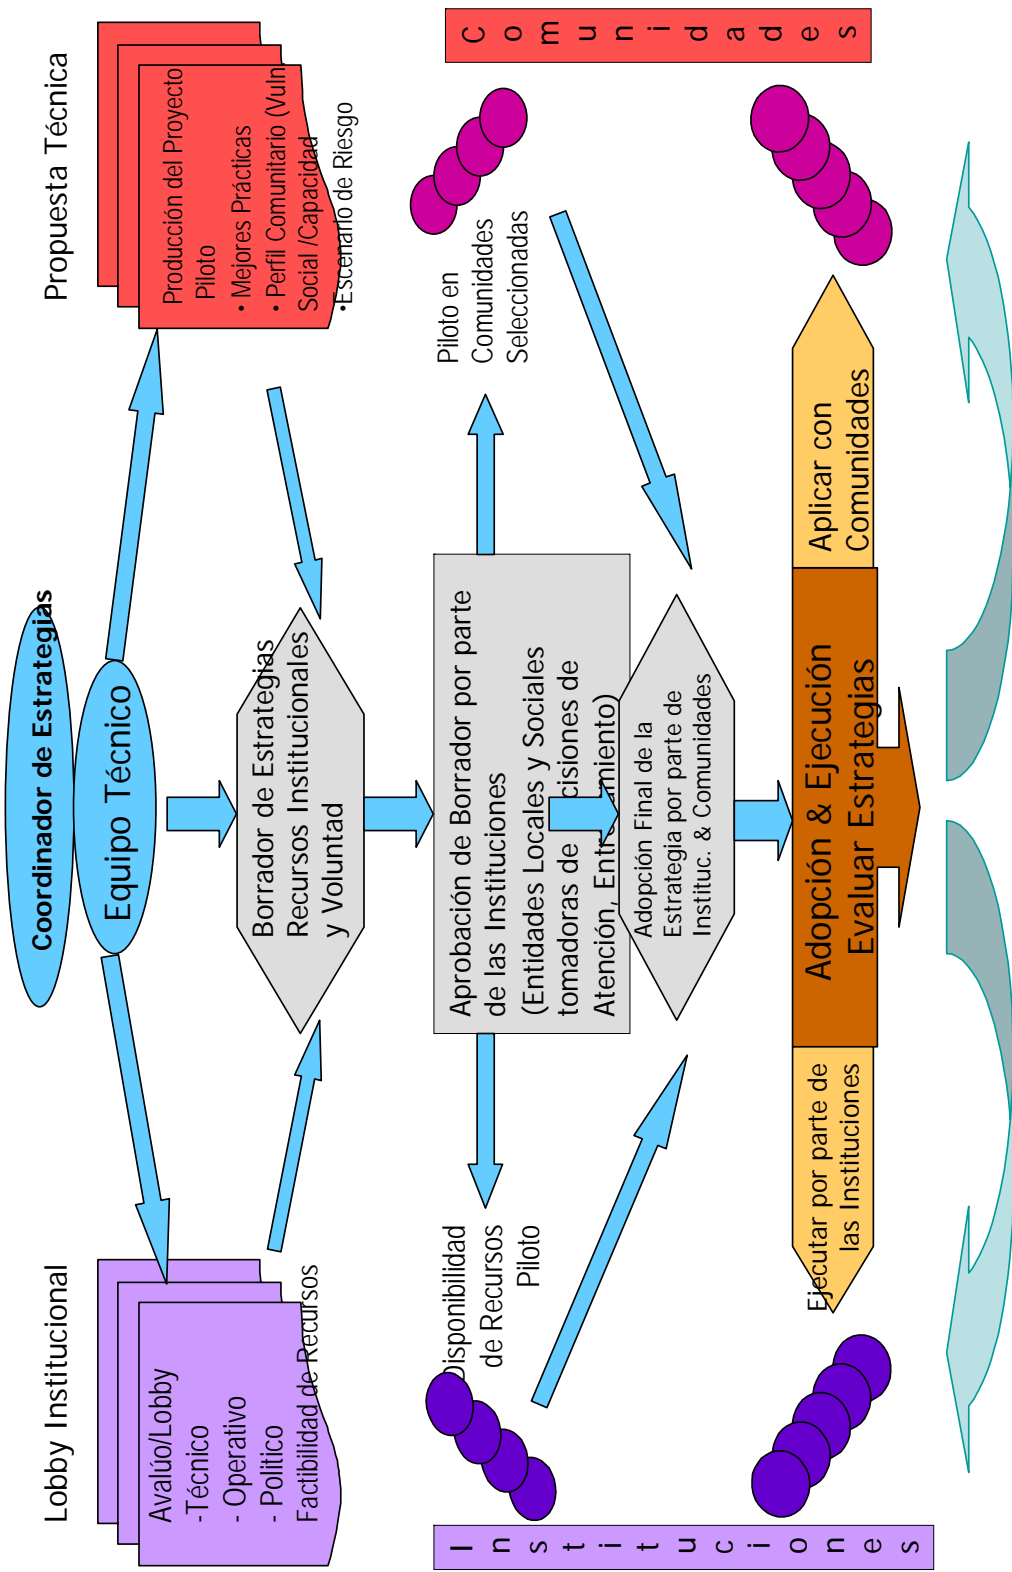 Coordinador de Estrategias
Equipo Técnico
Lobby Institucional
Propuesta Técnica
Avalúo/Lobby
-Técnico
- Operativo
- Politico
Factibilidad de Recursos
Producción del Proyecto
Piloto
• Mejores Prácticas
• Perfil Comunitario (Vuln.
Social /Capacidad
Social
•Escenario de Riesgo
Borrador de Estrategias
Recursos Institucionales
y Voluntad
Instituciones
Disponibilidad
de Recursos
Piloto
Aprobación de Borrador por parte
de las Instituciones
(Entidades Locales y Sociales
tomadoras de Decisiones de
Atención, Entrenamiento)
Piloto en
Comunidades
Seleccionadas
Comunidades
Adopción Final de la
Estrategia por parte de
Instituc. & Comunidades
Ejecutar por parte de
las Instituciones
Adopción & Ejecución
Evaluar Estrategias
Aplicar con
Comunidades